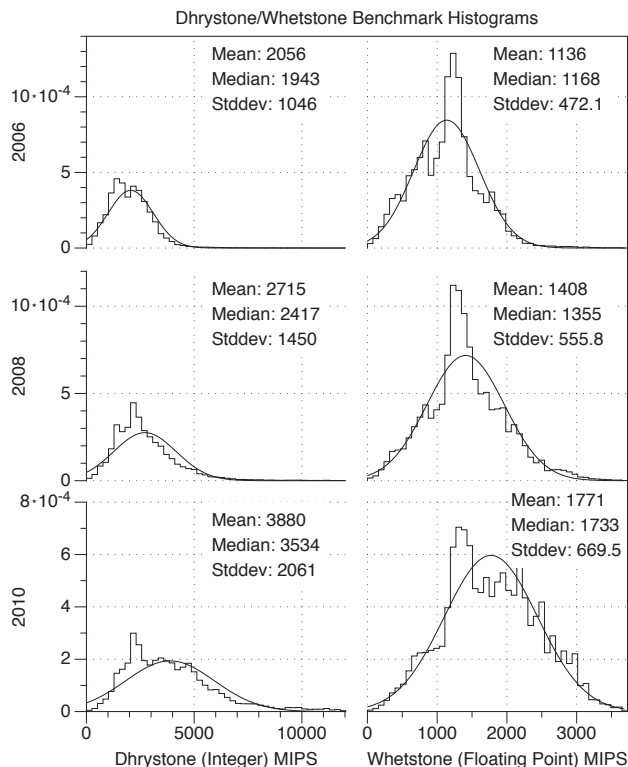 Dhrystone/Whetstone Benchmark Histograms
2006
10•10⁻⁴
5
0
Mean: 2056
Median: 1943
Stddev: 1046
Mean: 1136
Median: 1168
Stddev: 472.1
2008
10•10⁻⁴
5
0
Mean: 2715
Median: 2417
Stddev: 1450
Mean: 1408
Median: 1355
Stddev: 555.8
2010
8•10⁻⁴
6
4
2
0
Mean: 3880
Median: 3534
Stddev: 2061
Mean: 1771
Median: 1733
Stddev: 669.5
0 5000 10000
0 1000 2000 3000
Dhrystone (Integer) MIPS
Whetstone (Floating Point) MIPS